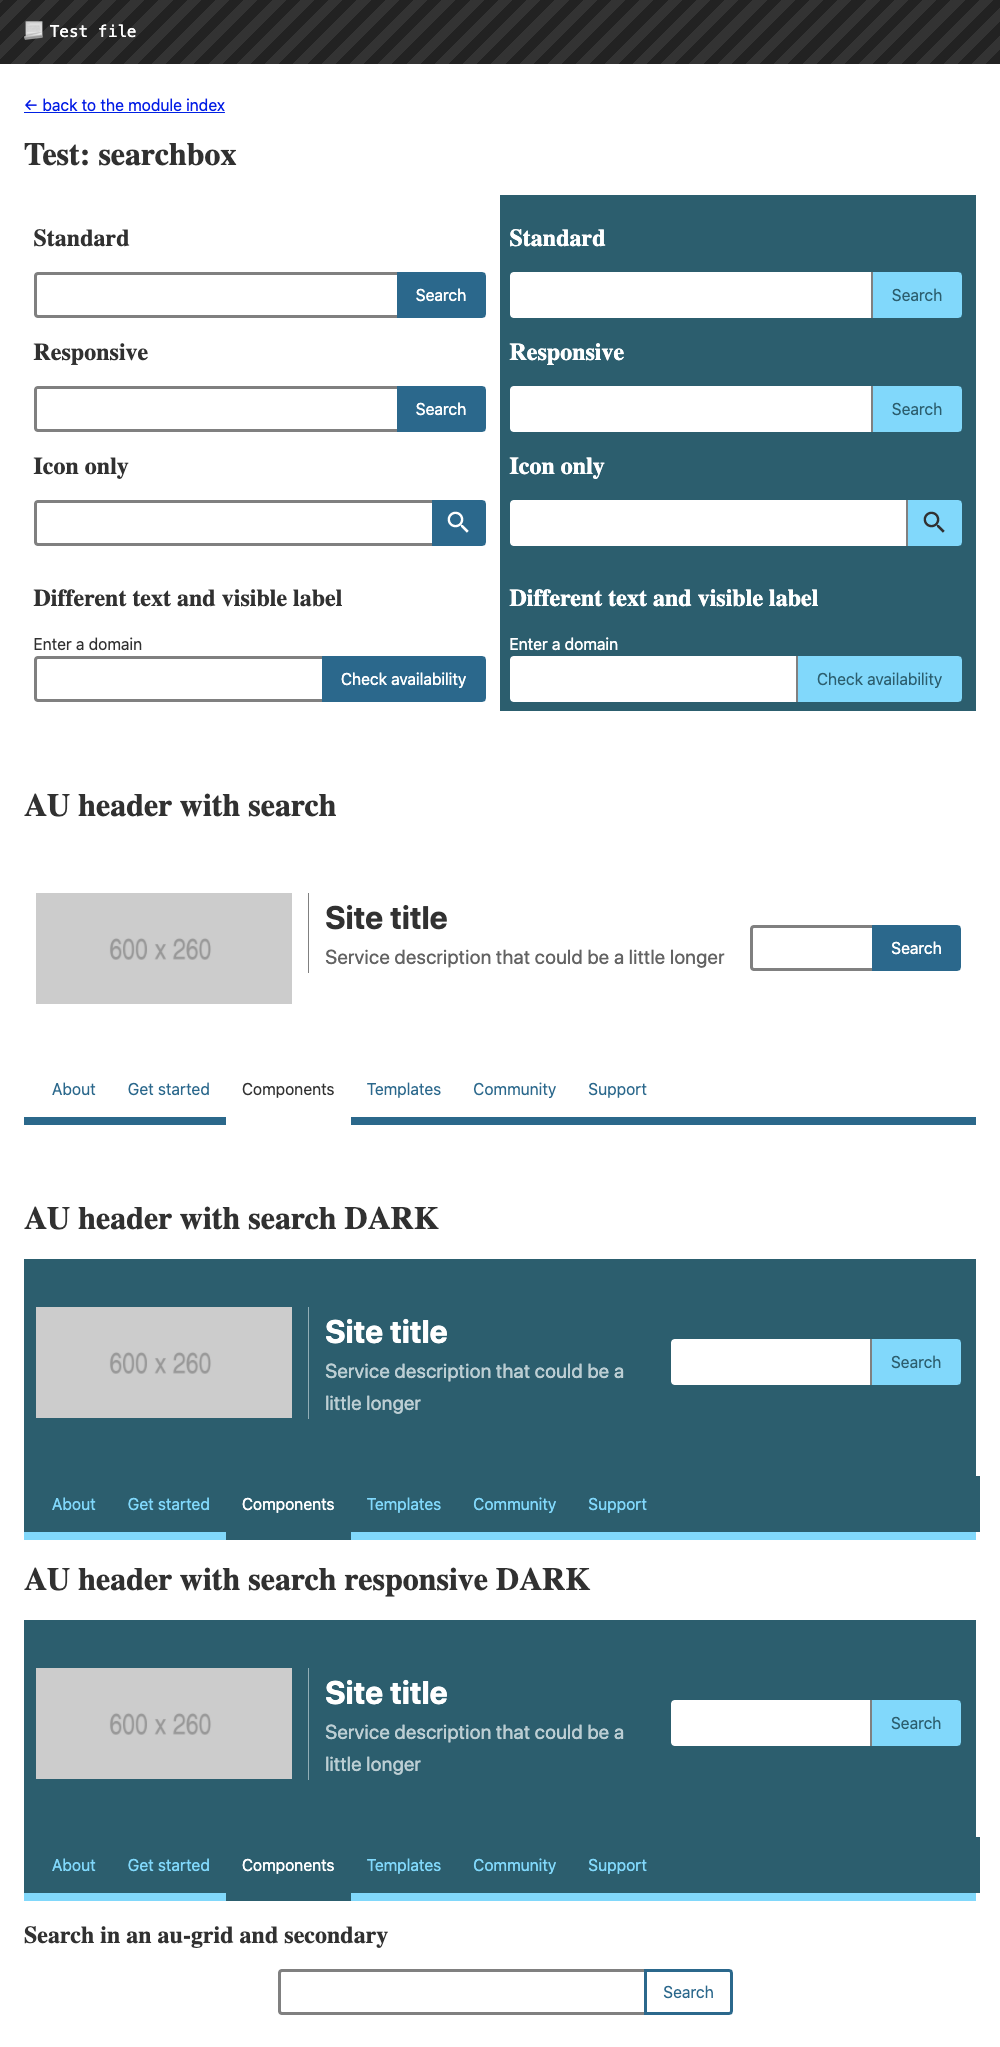 Test file
← back to the module index
Test: searchbox
Standard
Search
Responsive
Search
Icon only
Different text and visible label
Enter a domain
Check availability
Standard
Search
Responsive
Search
Icon only
Different text and visible label
Enter a domain
Check availability
AU header with search
600 x 260
Site title
Service description that could be a little longer
Search
About Get started Components Templates Community Support
AU header with search DARK
600 x 260
Site title
Service description that could be a
little longer
Search
About Get started Components Templates Community Support
AU header with search responsive DARK
600 x 260
Site title
Service description that could be a
little longer
Search
About Get started Components Templates Community Support
Search in an au-grid and secondary
Search